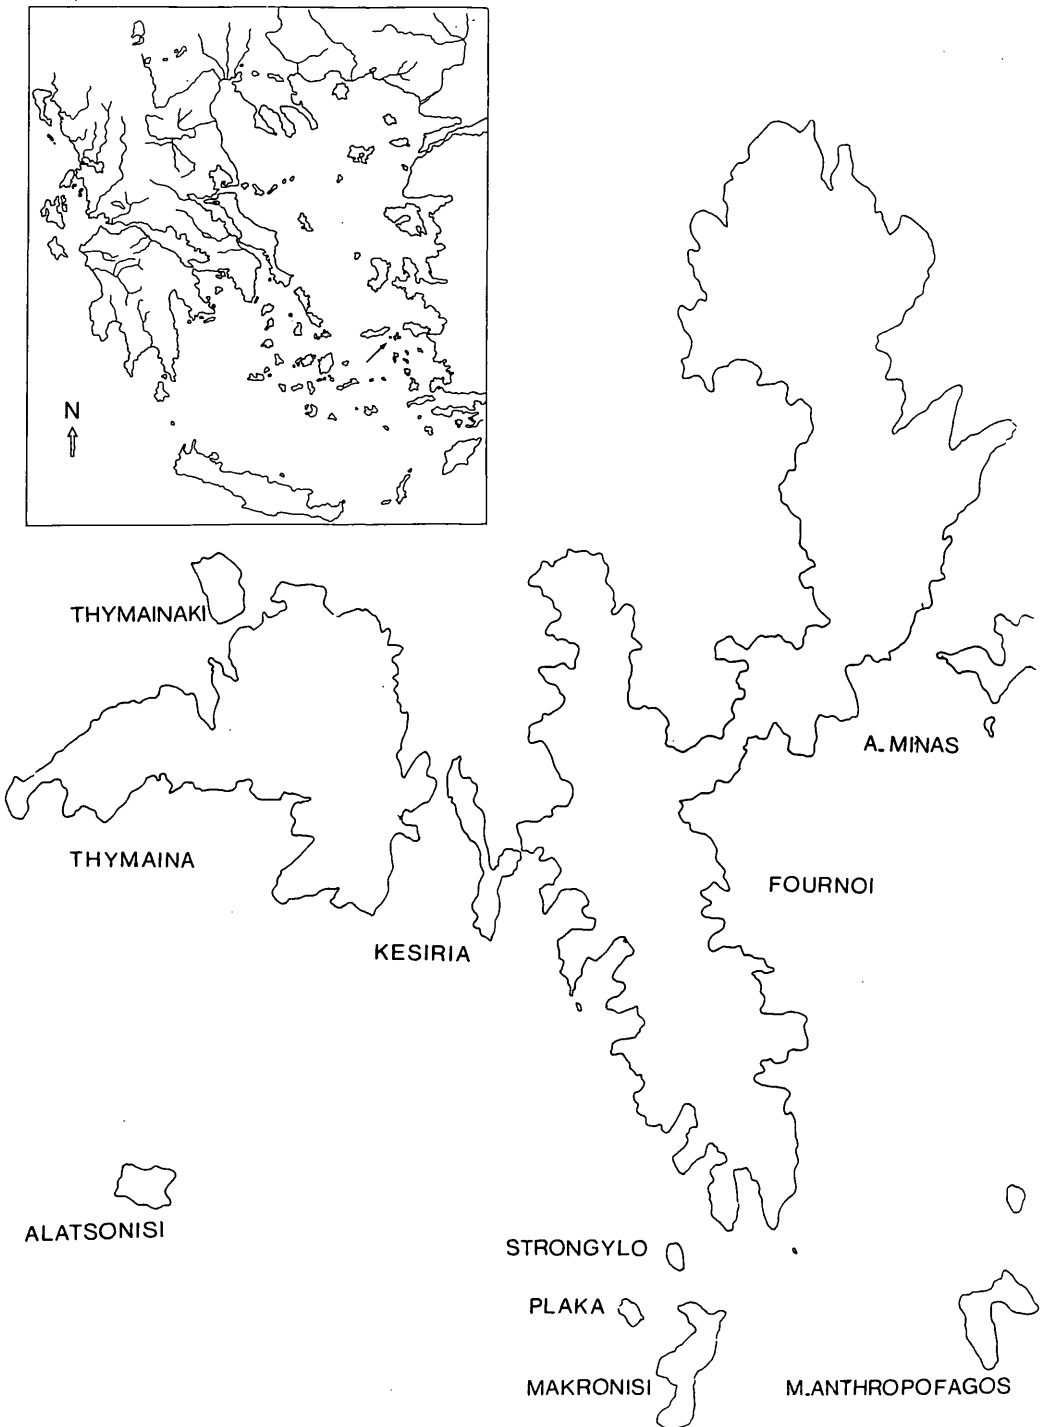 N
THYMAINAKI
A. MINAS
THYMAINA
FOURNOI
KESIRIA
ALATSONISI
STRONGYLO
PLAKA
MAKRONISI
M. ANTHROPOFAGOS